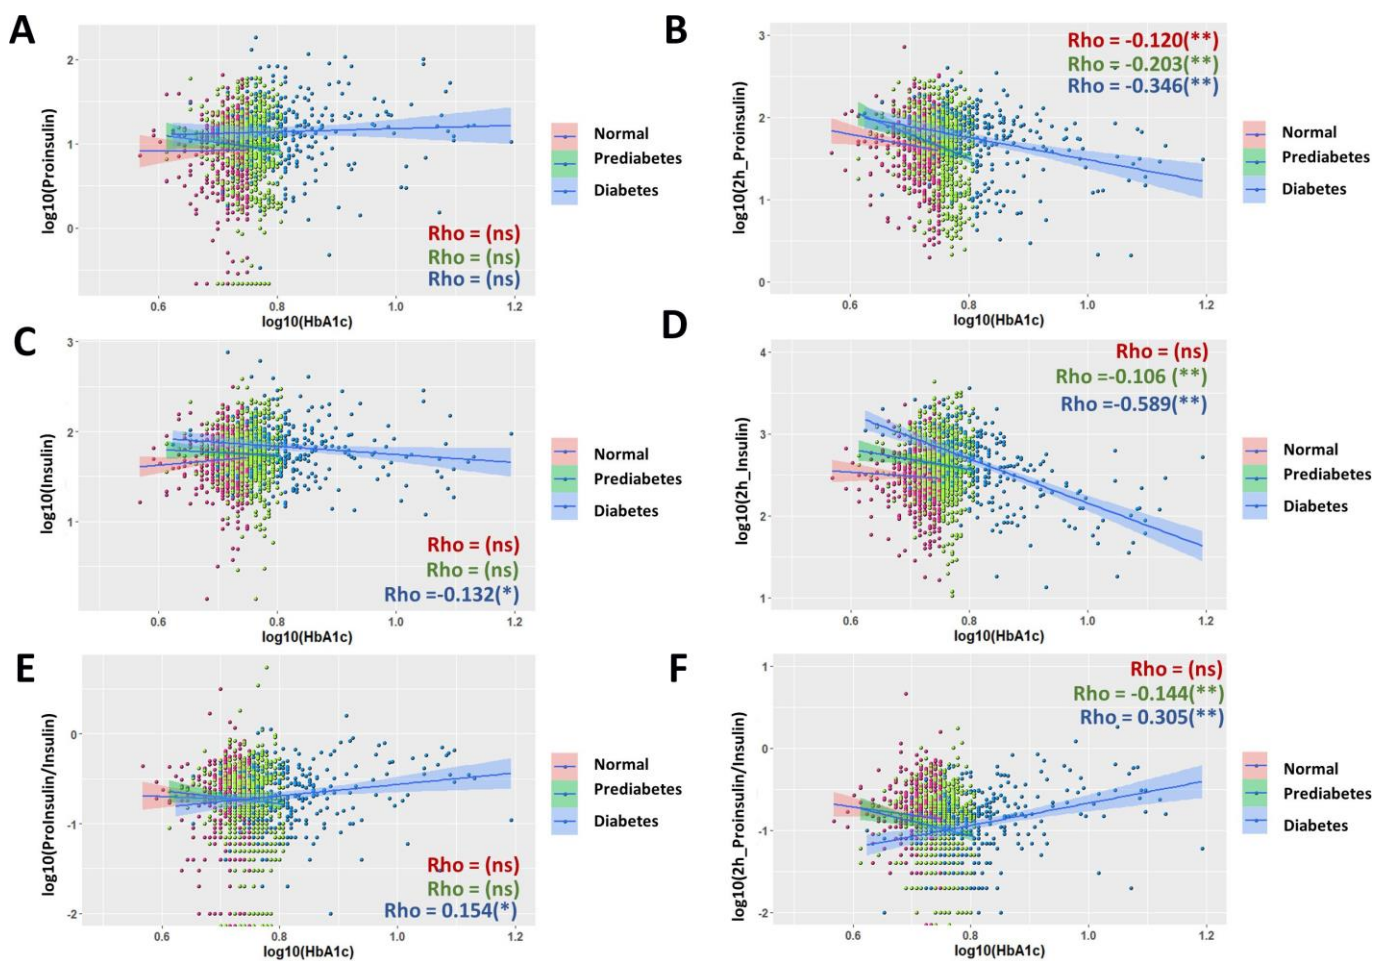 A
log10(Proinsulin)
2
1
0
0.6
0.8
1.0
1.2
log10(HbA1c)
Rho = (ns)
Rho = (ns)
Rho = (ns)
Normal
Prediabetes
Diabetes
B
log10(2h_Proinsulin)
3
2
1
0
0.6
0.8
1.0
1.2
log10(HbA1c)
Rho = -0.120(**)
Rho = -0.203(**)
Rho = -0.346(**)
Normal
Prediabetes
Diabetes
C
log10(Insulin)
3
2
1
0.6
0.8
1.0
1.2
log10(HbA1c)
Rho = (ns)
Rho = (ns)
Rho =-0.132(*)
Normal
Prediabetes
Diabetes
D
log10(2h_Insulin)
4
3
2
1
0.6
0.8
1.0
1.2
log10(HbA1c)
Rho = (ns)
Rho =-0.106 (**)
Rho =-0.589(**)
Normal
Prediabetes
Diabetes
E
log10(ProInsulin/Insulin)
0
-1
-2
0.6
0.8
1.0
1.2
log10(HbA1c)
Rho = (ns)
Rho = (ns)
Rho = 0.154(*)
Normal
Prediabetes
Diabetes
F
log10(2h_ProInsulin/Insulin)
1
0
-1
-2
0.6
0.8
1.0
1.2
log10(HbA1c)
Rho = (ns)
Rho = -0.144(**)
Rho = 0.305(**)
Normal
Prediabetes
Diabetes